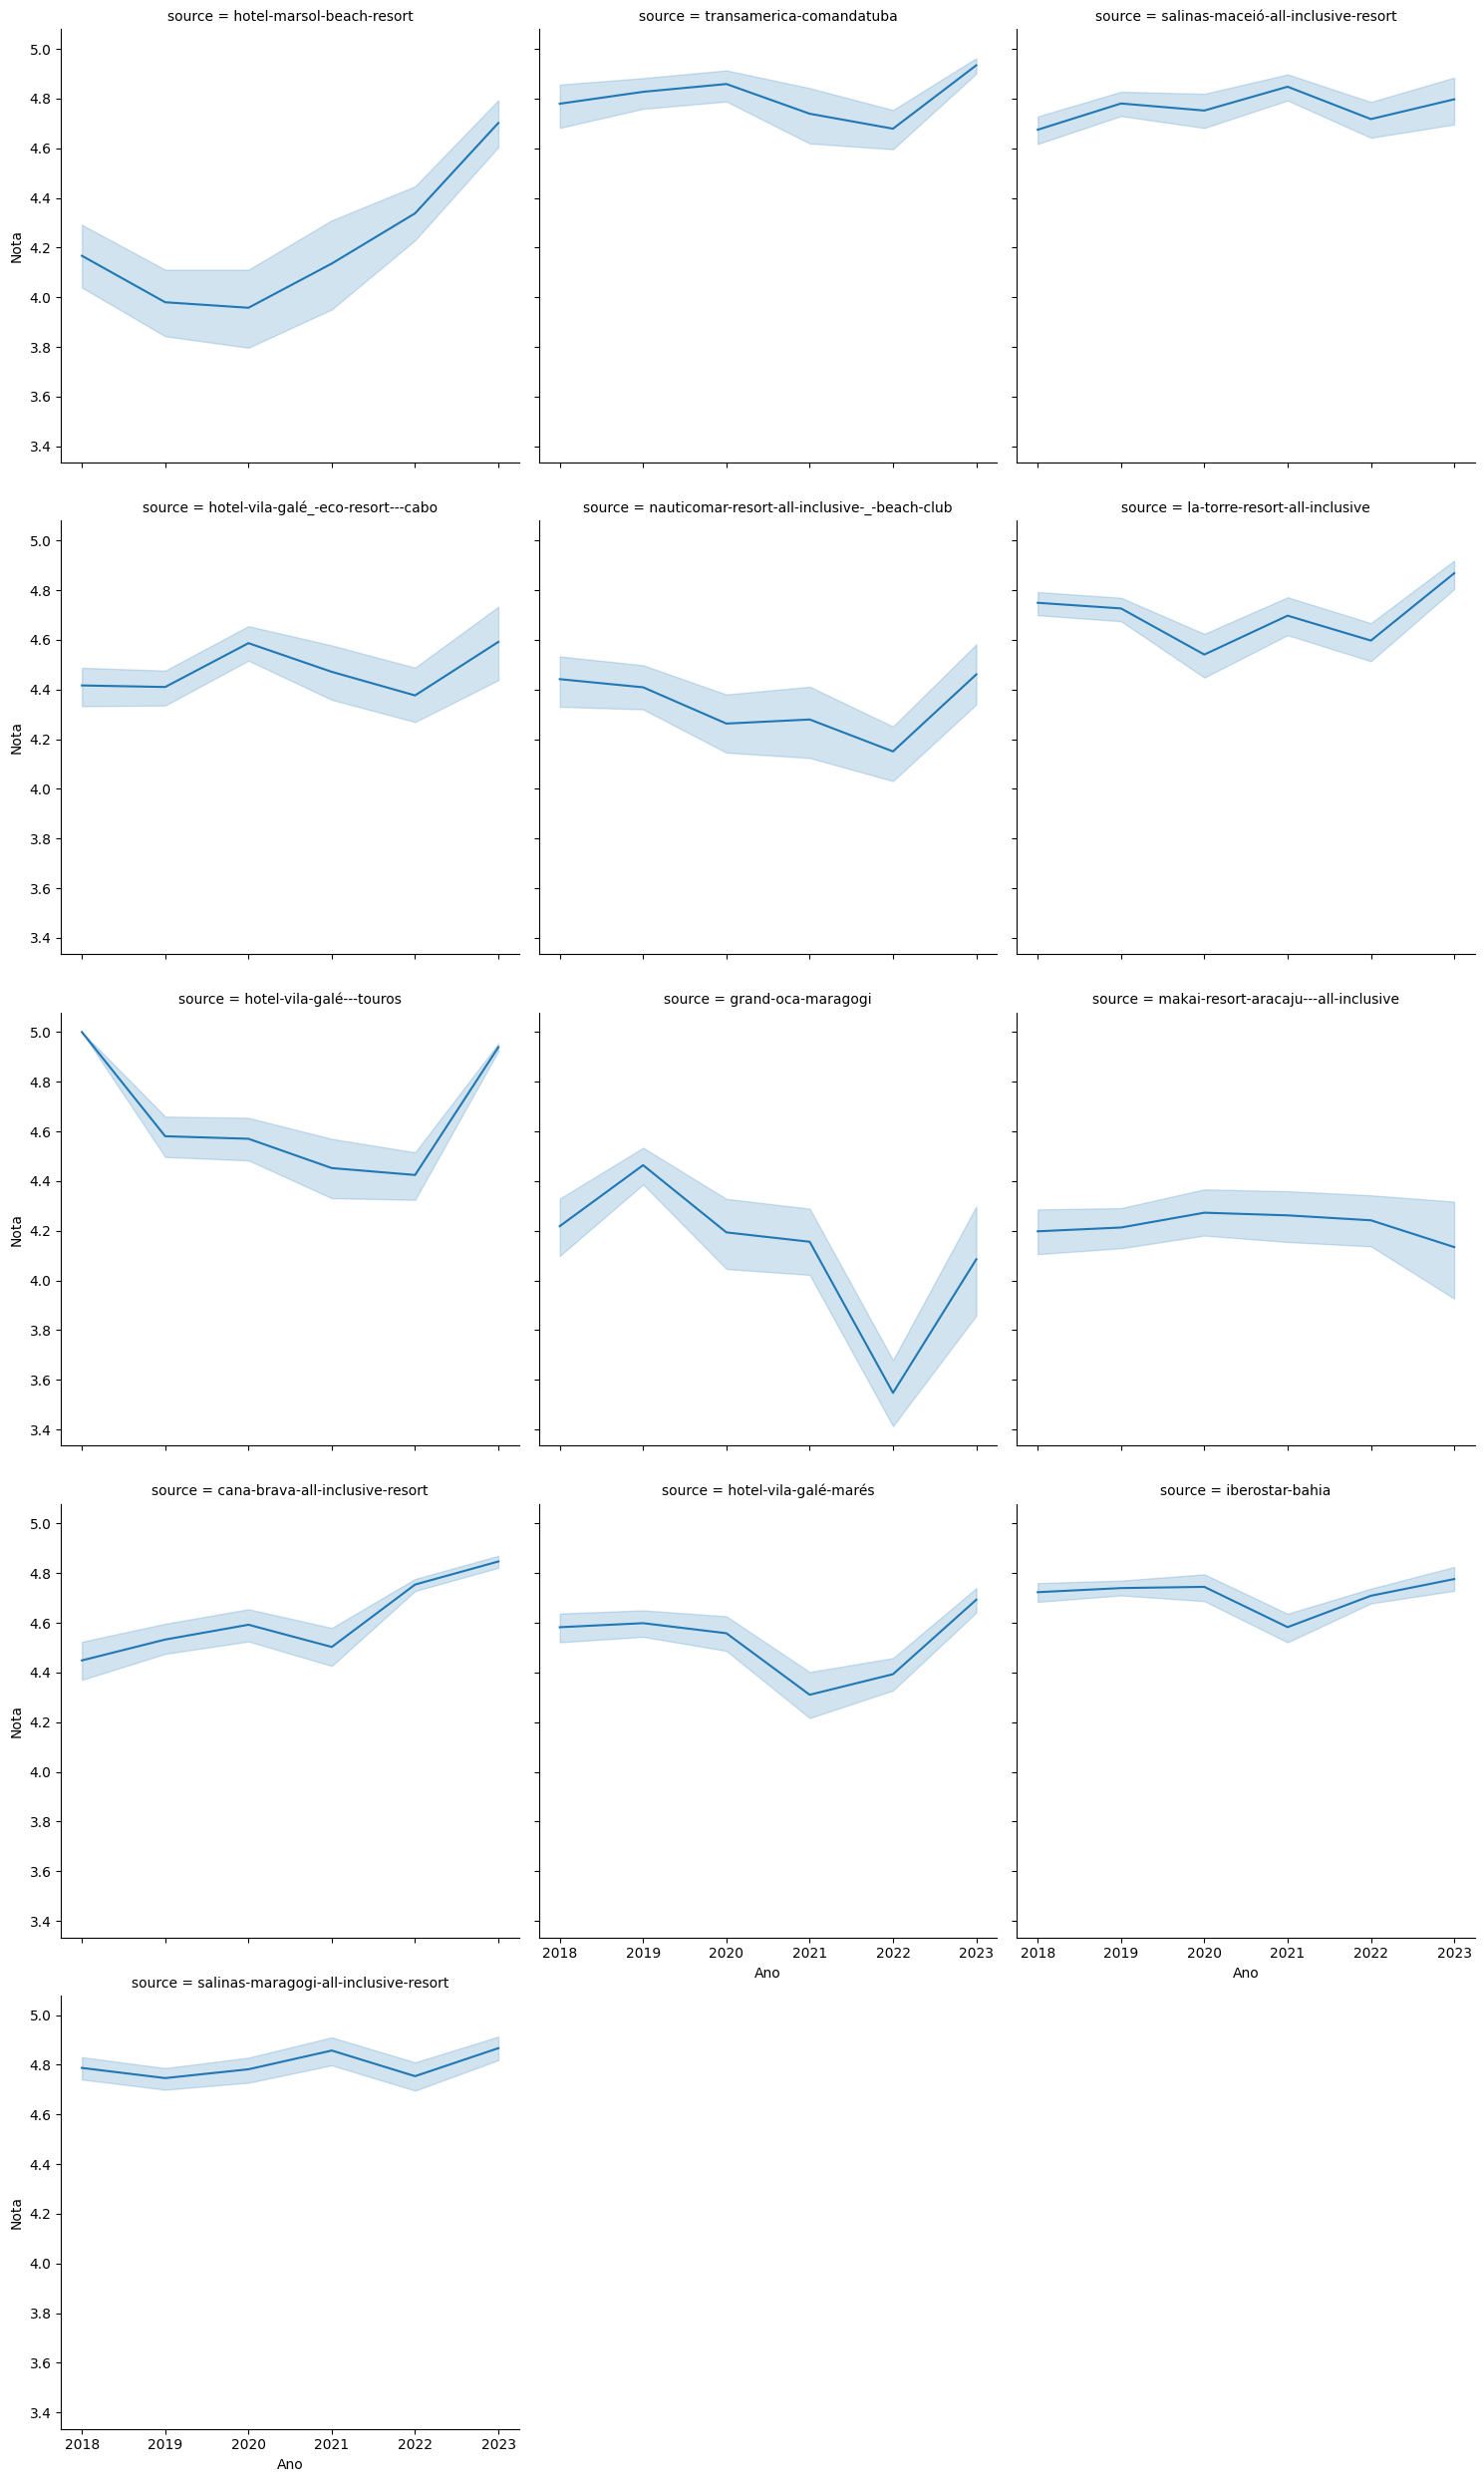 source = hotel-marsol-beach-resort
source = transamerica-comandatuba
source = salinas-maceió-all-inclusive-resort
5.0
4.8
4.6
4.4
4.2
4.0
3.8
3.6
3.4
Nota
source = hotel-vila-galé_-eco-resort---cabo
source = nauticomar-resort-all-inclusive-_-beach-club
source = la-torre-resort-all-inclusive
5.0
4.8
4.6
4.4
4.2
4.0
3.8
3.6
3.4
Nota
source = hotel-vila-galé---touros
source = grand-oca-maragogi
source = makai-resort-aracaju---all-inclusive
5.0
4.8
4.6
4.4
4.2
4.0
3.8
3.6
3.4
Nota
source = cana-brava-all-inclusive-resort
source = hotel-vila-galé-marés
source = iberostar-bahia
5.0
4.8
4.6
4.4
4.2
4.0
3.8
3.6
3.4
Nota
2018 2019 2020 2021 2022 2023
Ano
2018 2019 2020 2021 2022 2023
Ano
source = salinas-maragogi-all-inclusive-resort
5.0
4.8
4.6
4.4
4.2
4.0
3.8
3.6
3.4
Nota
2018 2019 2020 2021 2022 2023
Ano